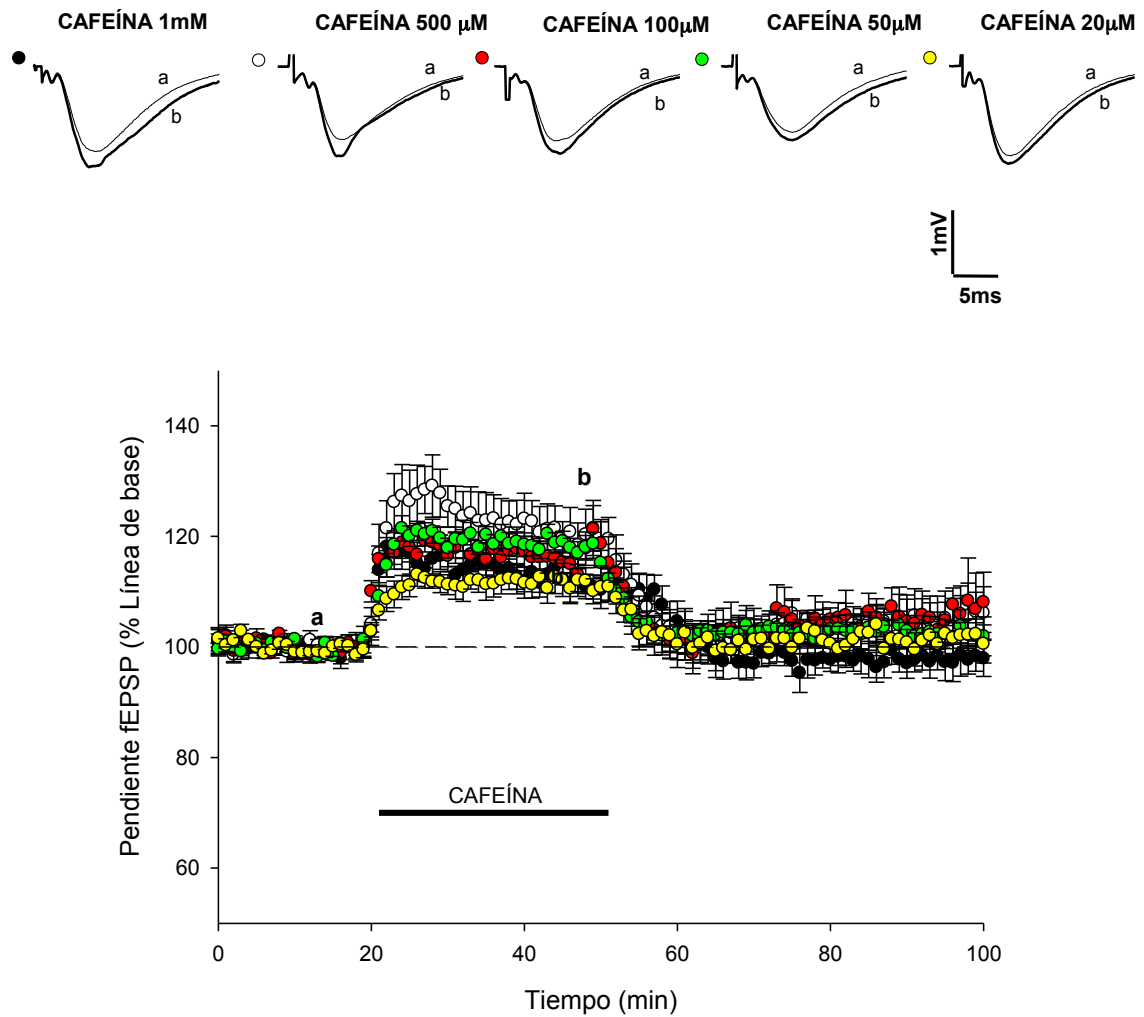 CAFEÍNA 1mM
CAFEÍNA 500 μM
CAFEÍNA 100μM
CAFEÍNA 50μM
CAFEÍNA 20μM
a
b
a
b
a
b
a
b
a
b
1mV
5ms
Pendiente fEPSP (% Línea de base)
140
120
100
80
60
a
b
CAFEÍNA
0
20
40
60
80
100
Tiempo (min)